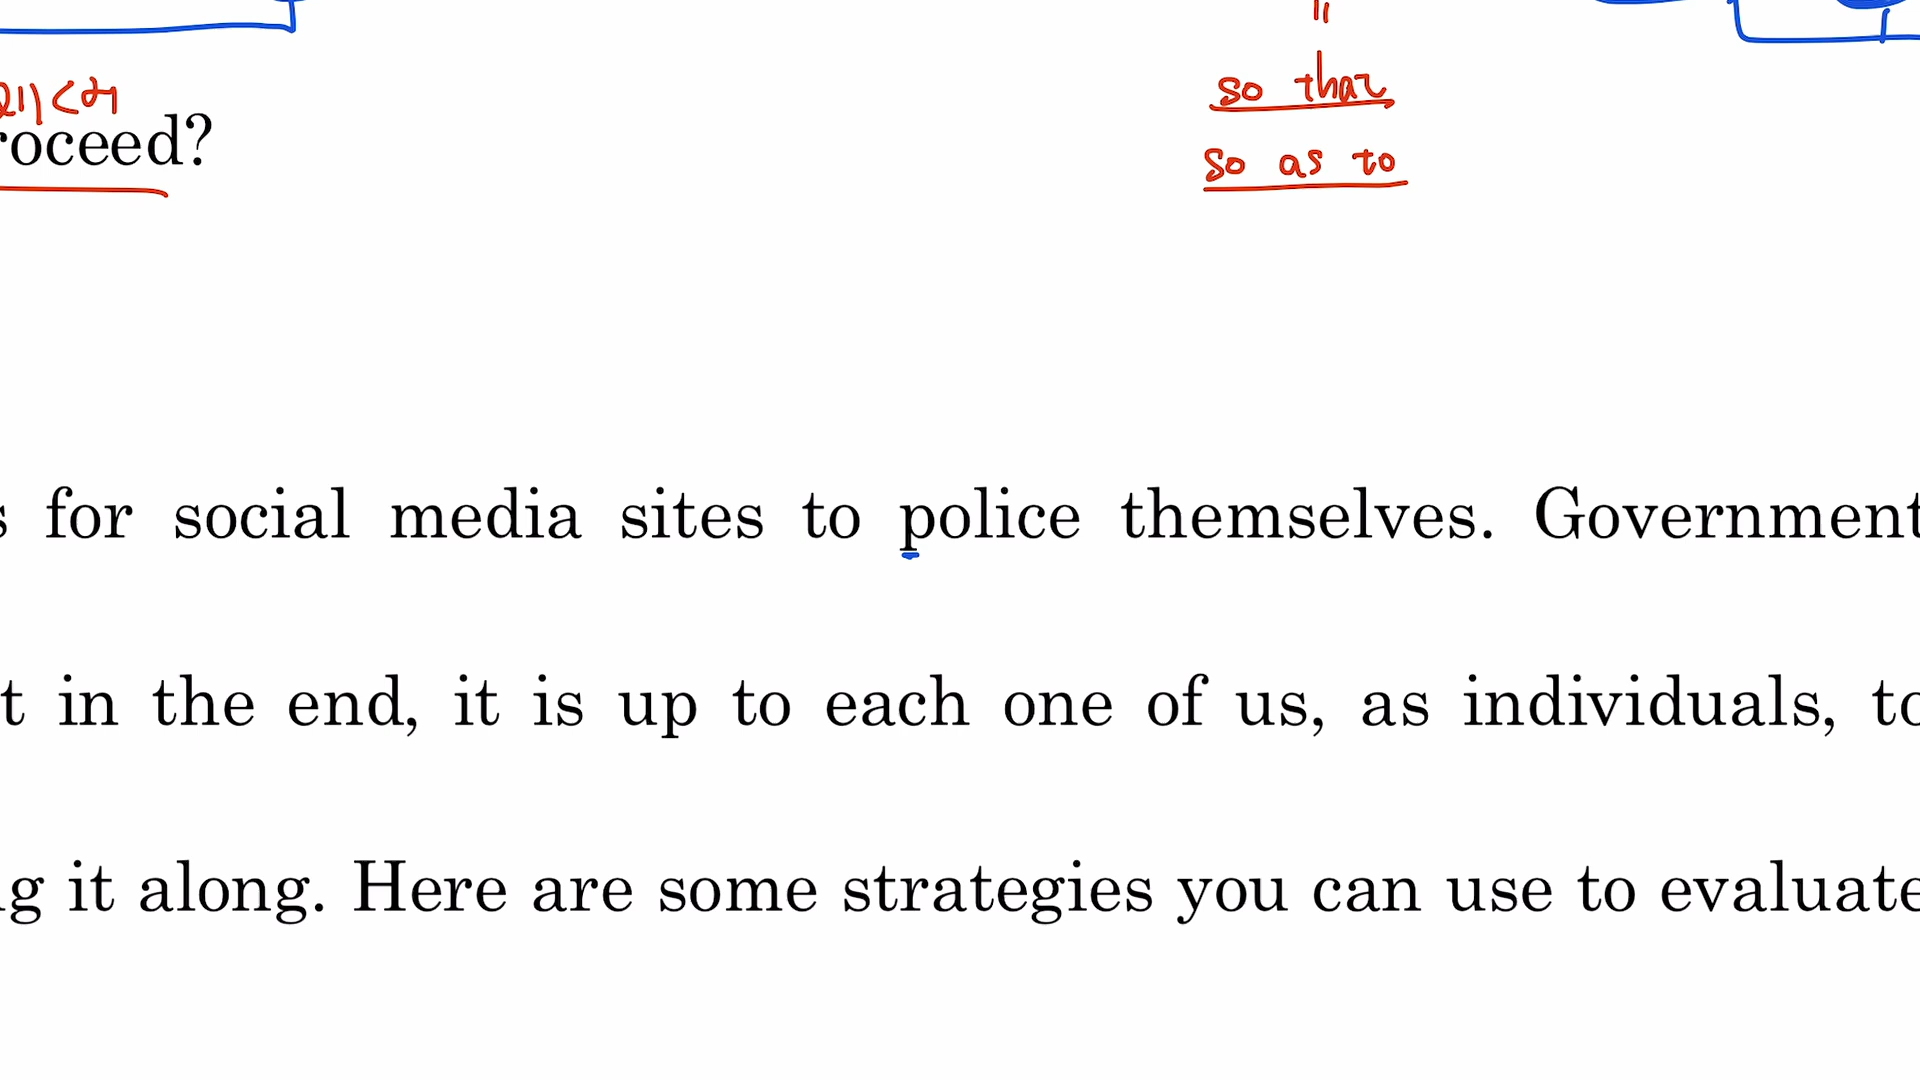 so that
roceed?
so as to
s for social media sites to police themselves. Government
t in the end, it is up to each one of us, as individuals, to
g it along. Here are some strategies you can use to evaluate